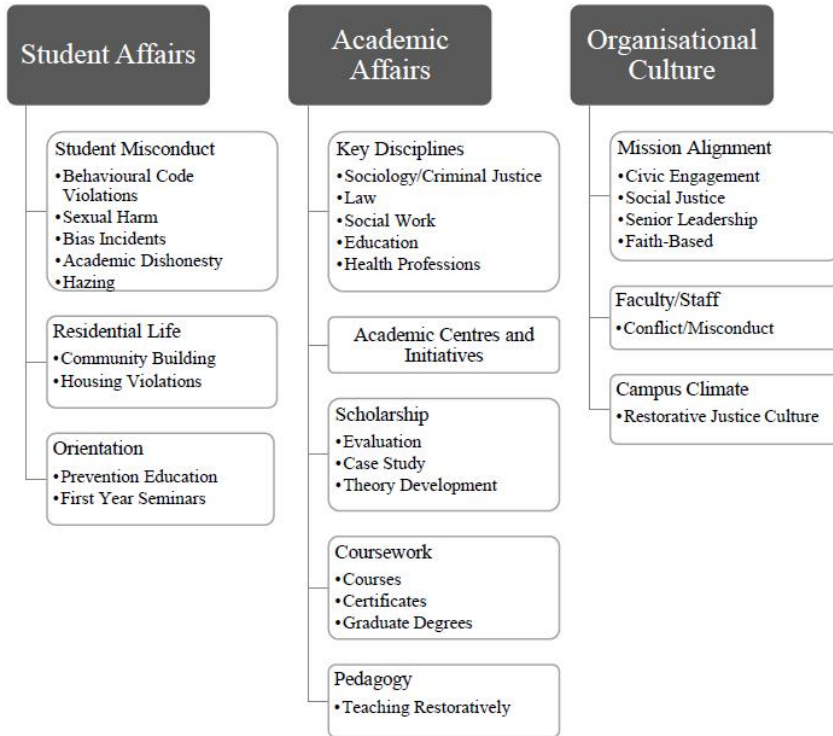 Student Affairs
Student Misconduct
•Behavioural Code
Violations
•Sexual Harm
•Bias Incidents
•Academic Dishonesty
•Hazing
Residential Life
•Community Building
•Housing Violations
Orientation
•Prevention Education
•First Year Seminars
Academic
Affairs
Key Disciplines
•Sociology/Criminal Justice
•Law
•Social Work
•Education
•Health Professions
Academic Centres and
Initiatives
Scholarship
•Evaluation
•Case Study
•Theory Development
Coursework
•Courses
•Certificates
•Graduate Degrees
Pedagogy
•Teaching Restoratively
Organisational
Culture
Mission Alignment
•Civic Engagement
•Social Justice
•Senior Leadership
•Faith-Based
Faculty/Staff
•Conflict/Misconduct
Campus Climate
•Restorative Justice Culture